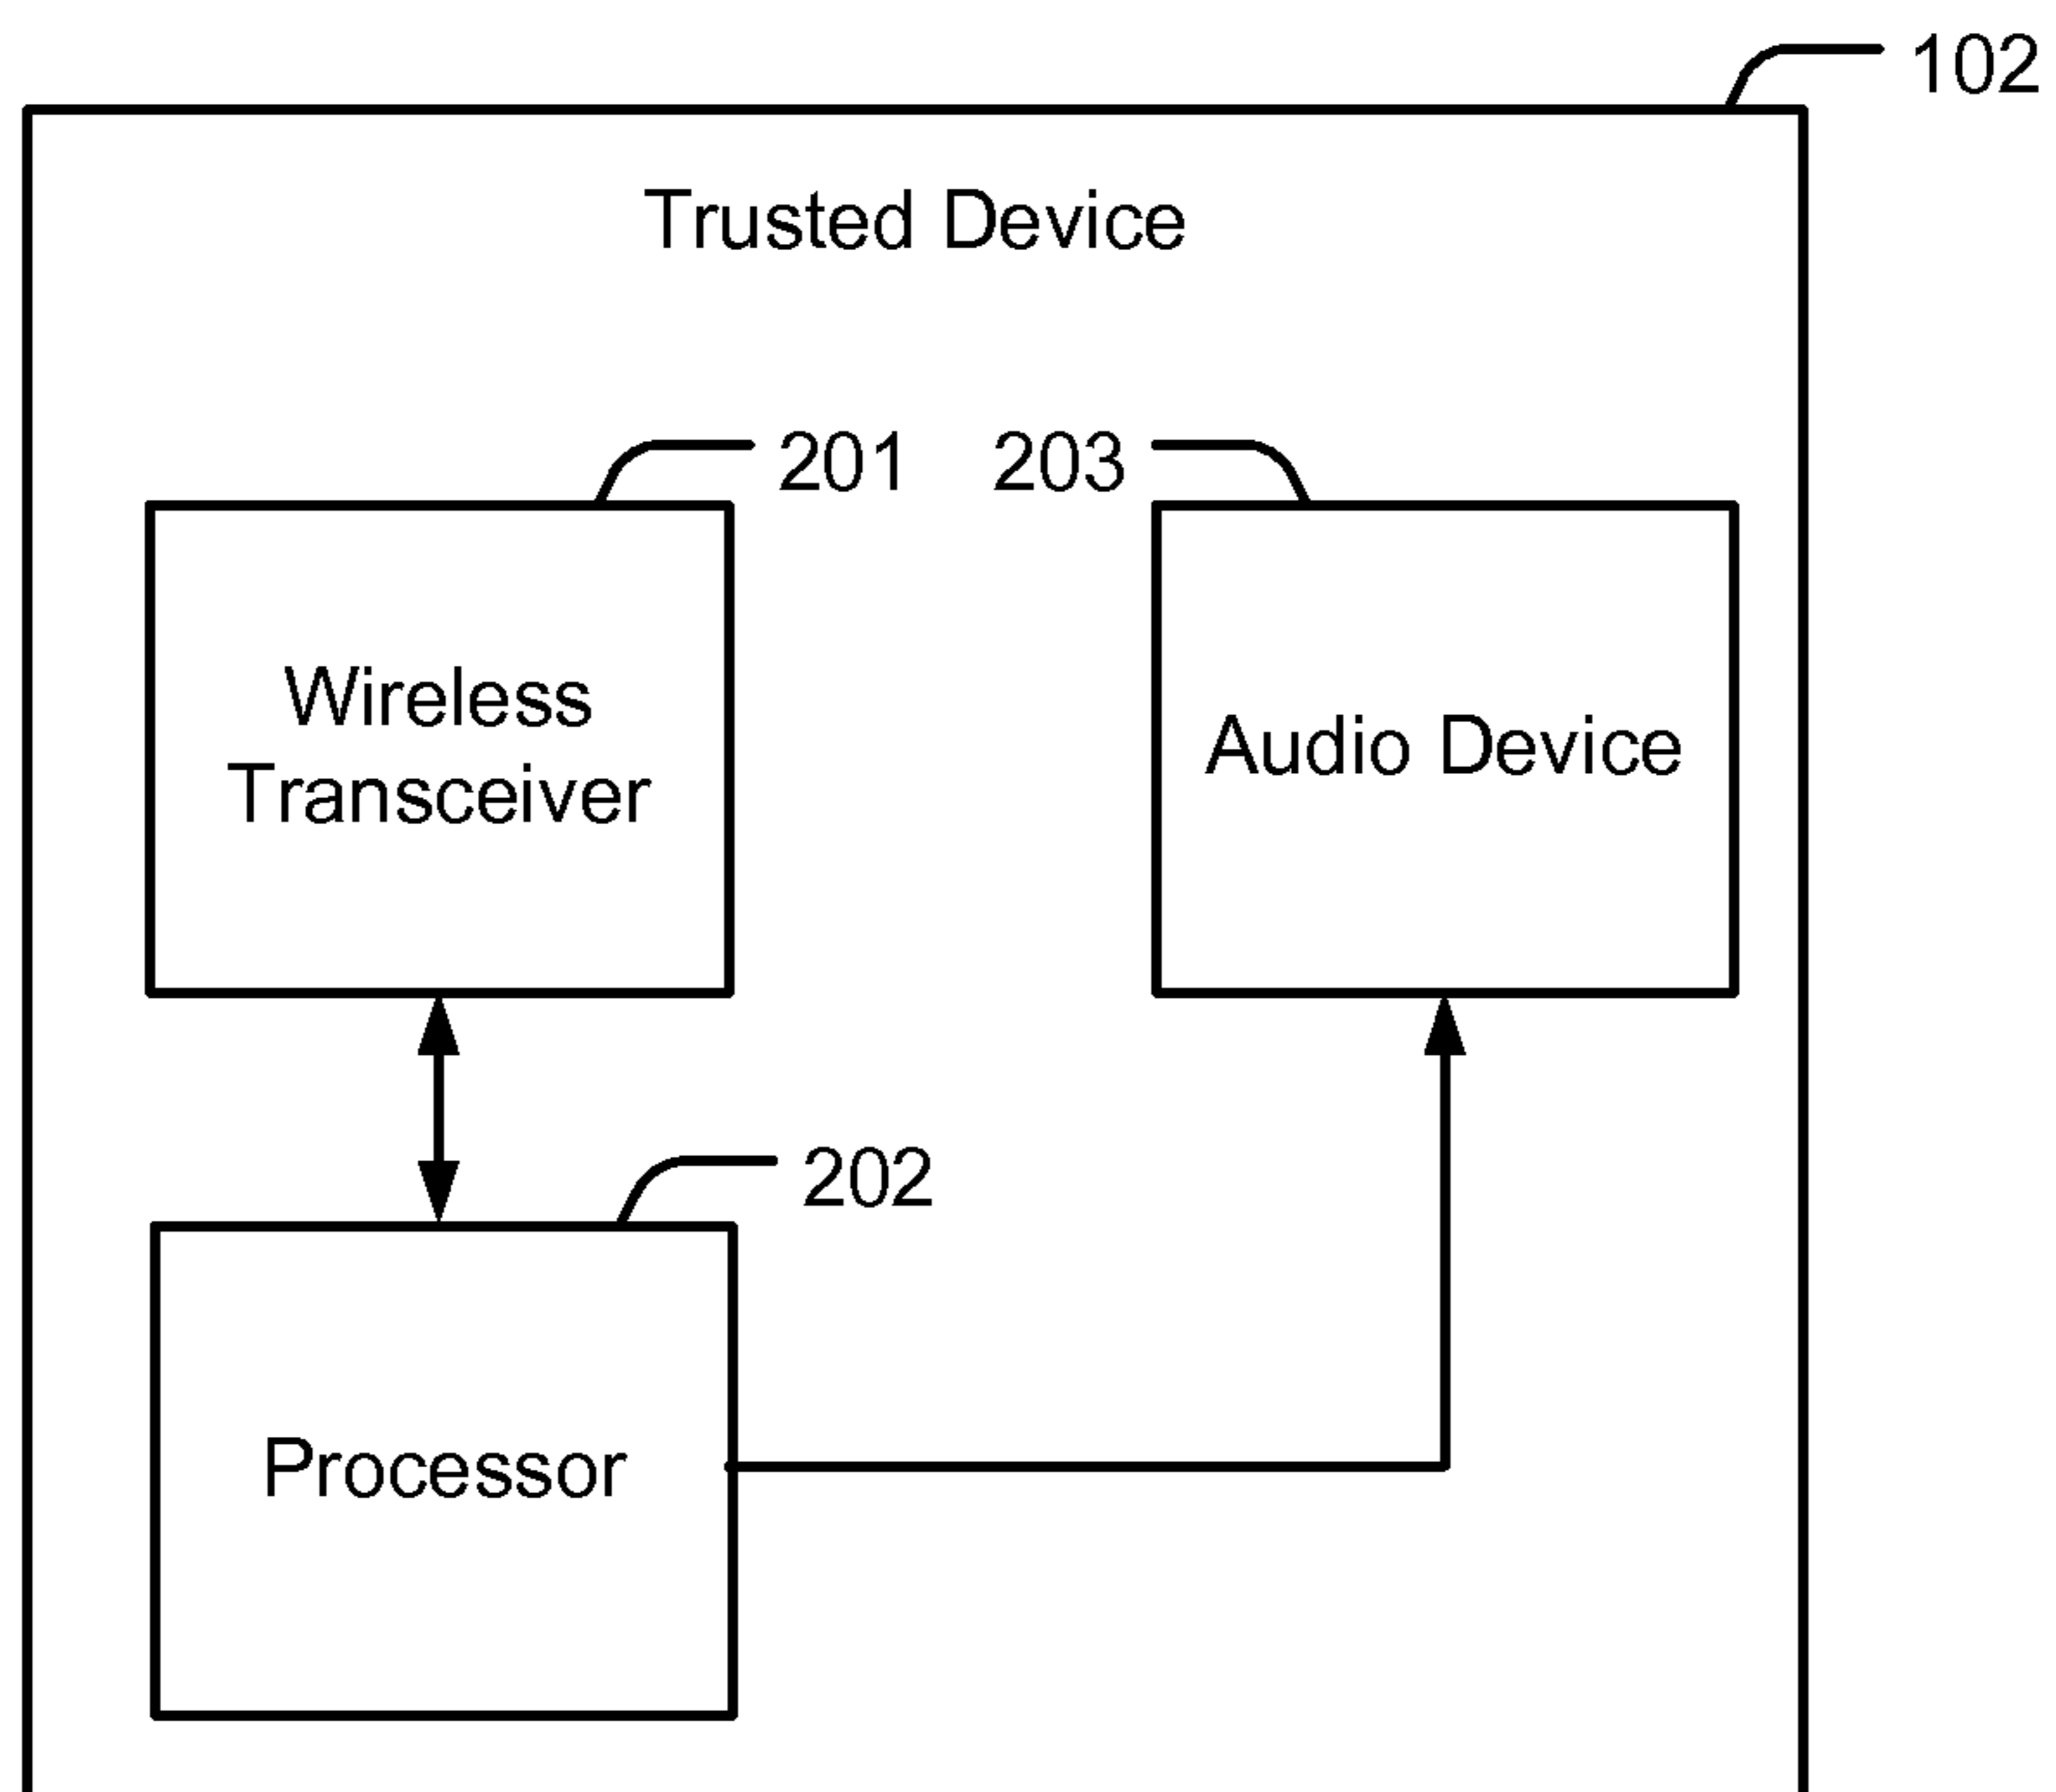 102
Trusted Device
201
203
Wireless
Transceiver
Audio Device
202
Processor